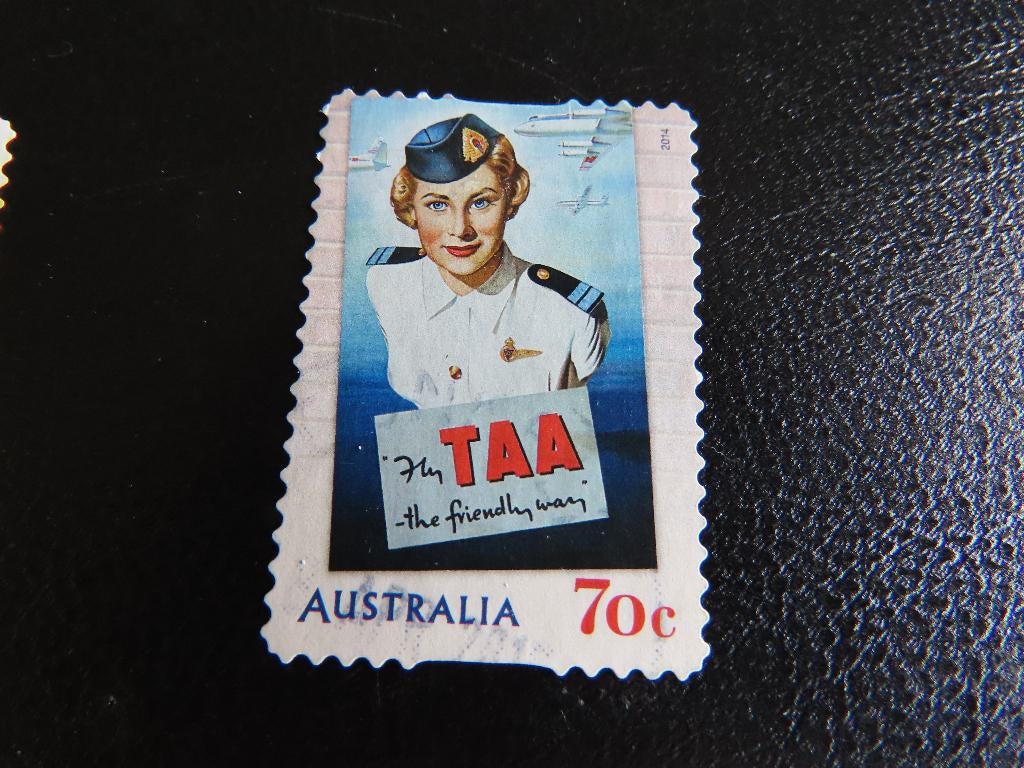 2014
"Fly TAA
-the friendly way"
AUSTRALIA 70c